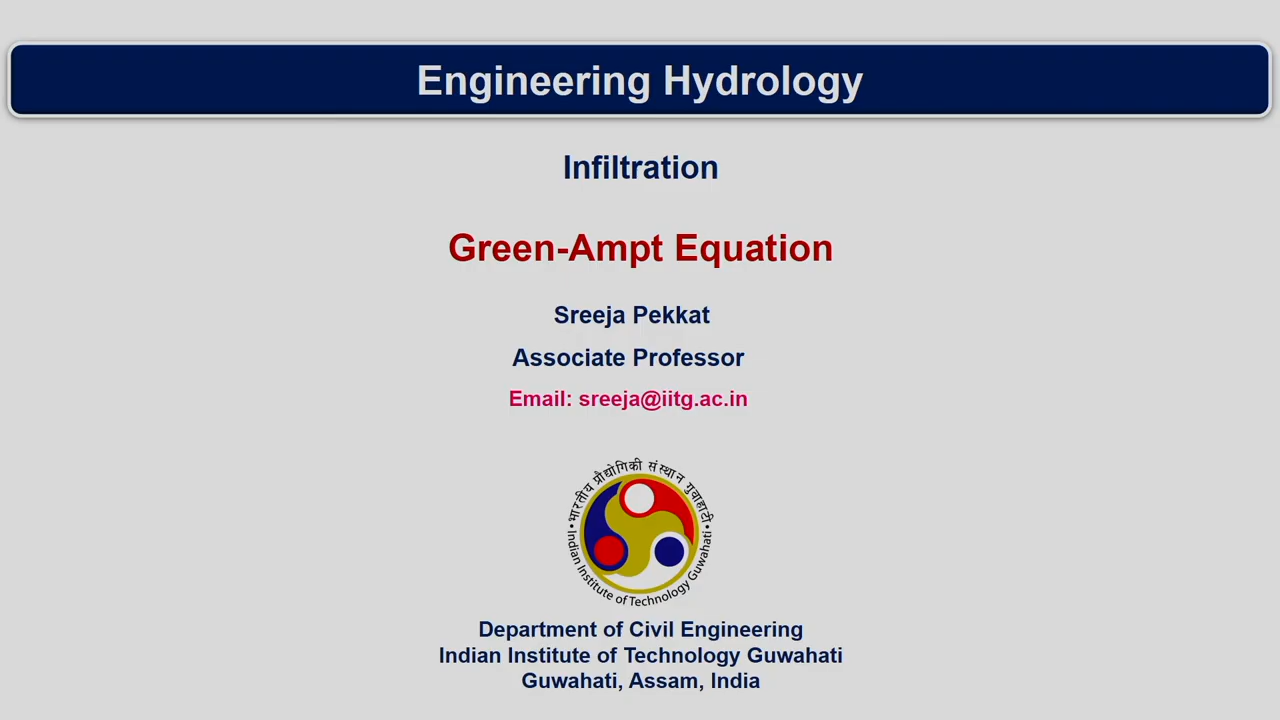 Engineering Hydrology
Infiltration
Green-Ampt Equation
Sreeja Pekkat
Associate Professor
Email: sreeja@iitg.ac.in
भारतीय प्रौद्योगिकी संस्थान गुवाहाटी
Indian Institute of Technology Guwahati
Department of Civil Engineering
Indian Institute of Technology Guwahati
Guwahati, Assam, India